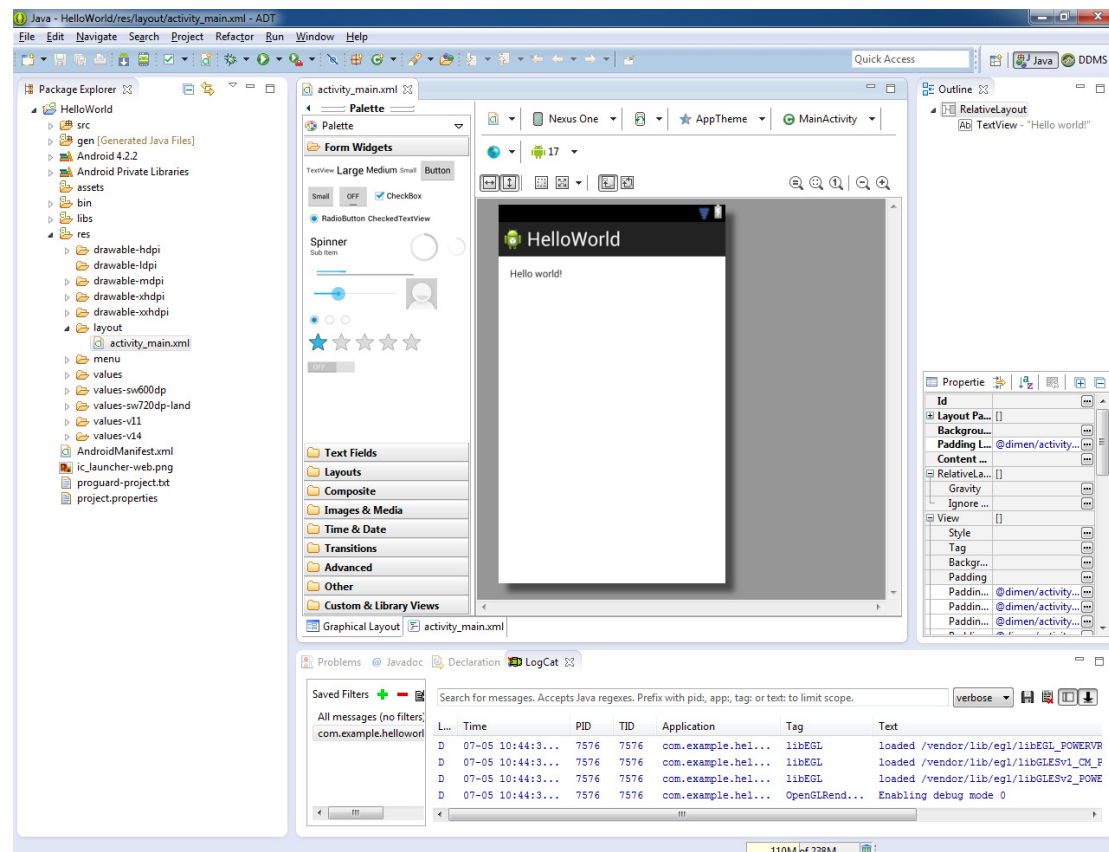 Java - HelloWorld/res/layout/activity_main.xml - ADT
File Edit Navigate Search Project Refactor Run Window Help
Quick Access
Java
DDMS
Package Explorer
HelloWorld
src
gen [Generated Java Files]
Android 4.2.2
Android Private Libraries
assets
bin
libs
res
drawable-hdpi
drawable-ldpi
drawable-mdpi
drawable-xhdpi
drawable-xxhdpi
layout
activity_main.xml
menu
values
values-sw600dp
values-sw720dp-land
values-v11
values-v14
AndroidManifest.xml
ic_launcher-web.png
proguard-project.txt
project.properties
activity_main.xml
Palette
Palette
Form Widgets
TextView Large Medium Small Button
Small OFF CheckBox
RadioButton CheckedTextView
Spinner
Sub Item
OFF
Text Fields
Layouts
Composite
Images & Media
Time & Date
Transitions
Advanced
Other
Custom & Library Views
Graphical Layout activity_main.xml
Nexus One AppTheme MainActivity
17
HelloWorld
Hello world!
Outline
RelativeLayout
Ab TextView - "Hello world!"
Propertie
Id
Layout Pa... []
Backgrou...
Padding L... @dimen/activity...
Content ...
RelativeLa... []
Gravity
Ignore ...
View []
Style
Tag
Backgr...
Padding
Paddin... @dimen/activity...
Paddin... @dimen/activity...
Paddin... @dimen/activity...
Problems @ Javadoc Declaration LogCat
Saved Filters
All messages (no filters)
com.example.helloworl
Search for messages. Accepts Java regexes. Prefix with pid:, app:, tag: or text: to limit scope.
verbose
L... Time PID TID Application Tag Text
D 07-05 10:44:3... 7576 7576 com.example.hel... libEGL loaded /vendor/lib/egl/libEGL_POWERVR
D 07-05 10:44:3... 7576 7576 com.example.hel... libEGL loaded /vendor/lib/egl/libGLESv1_CM_P
D 07-05 10:44:3... 7576 7576 com.example.hel... libEGL loaded /vendor/lib/egl/libGLESv2_POWE
D 07-05 10:44:3... 7576 7576 com.example.hel... OpenGLRend... Enabling debug mode 0
110M of 238M